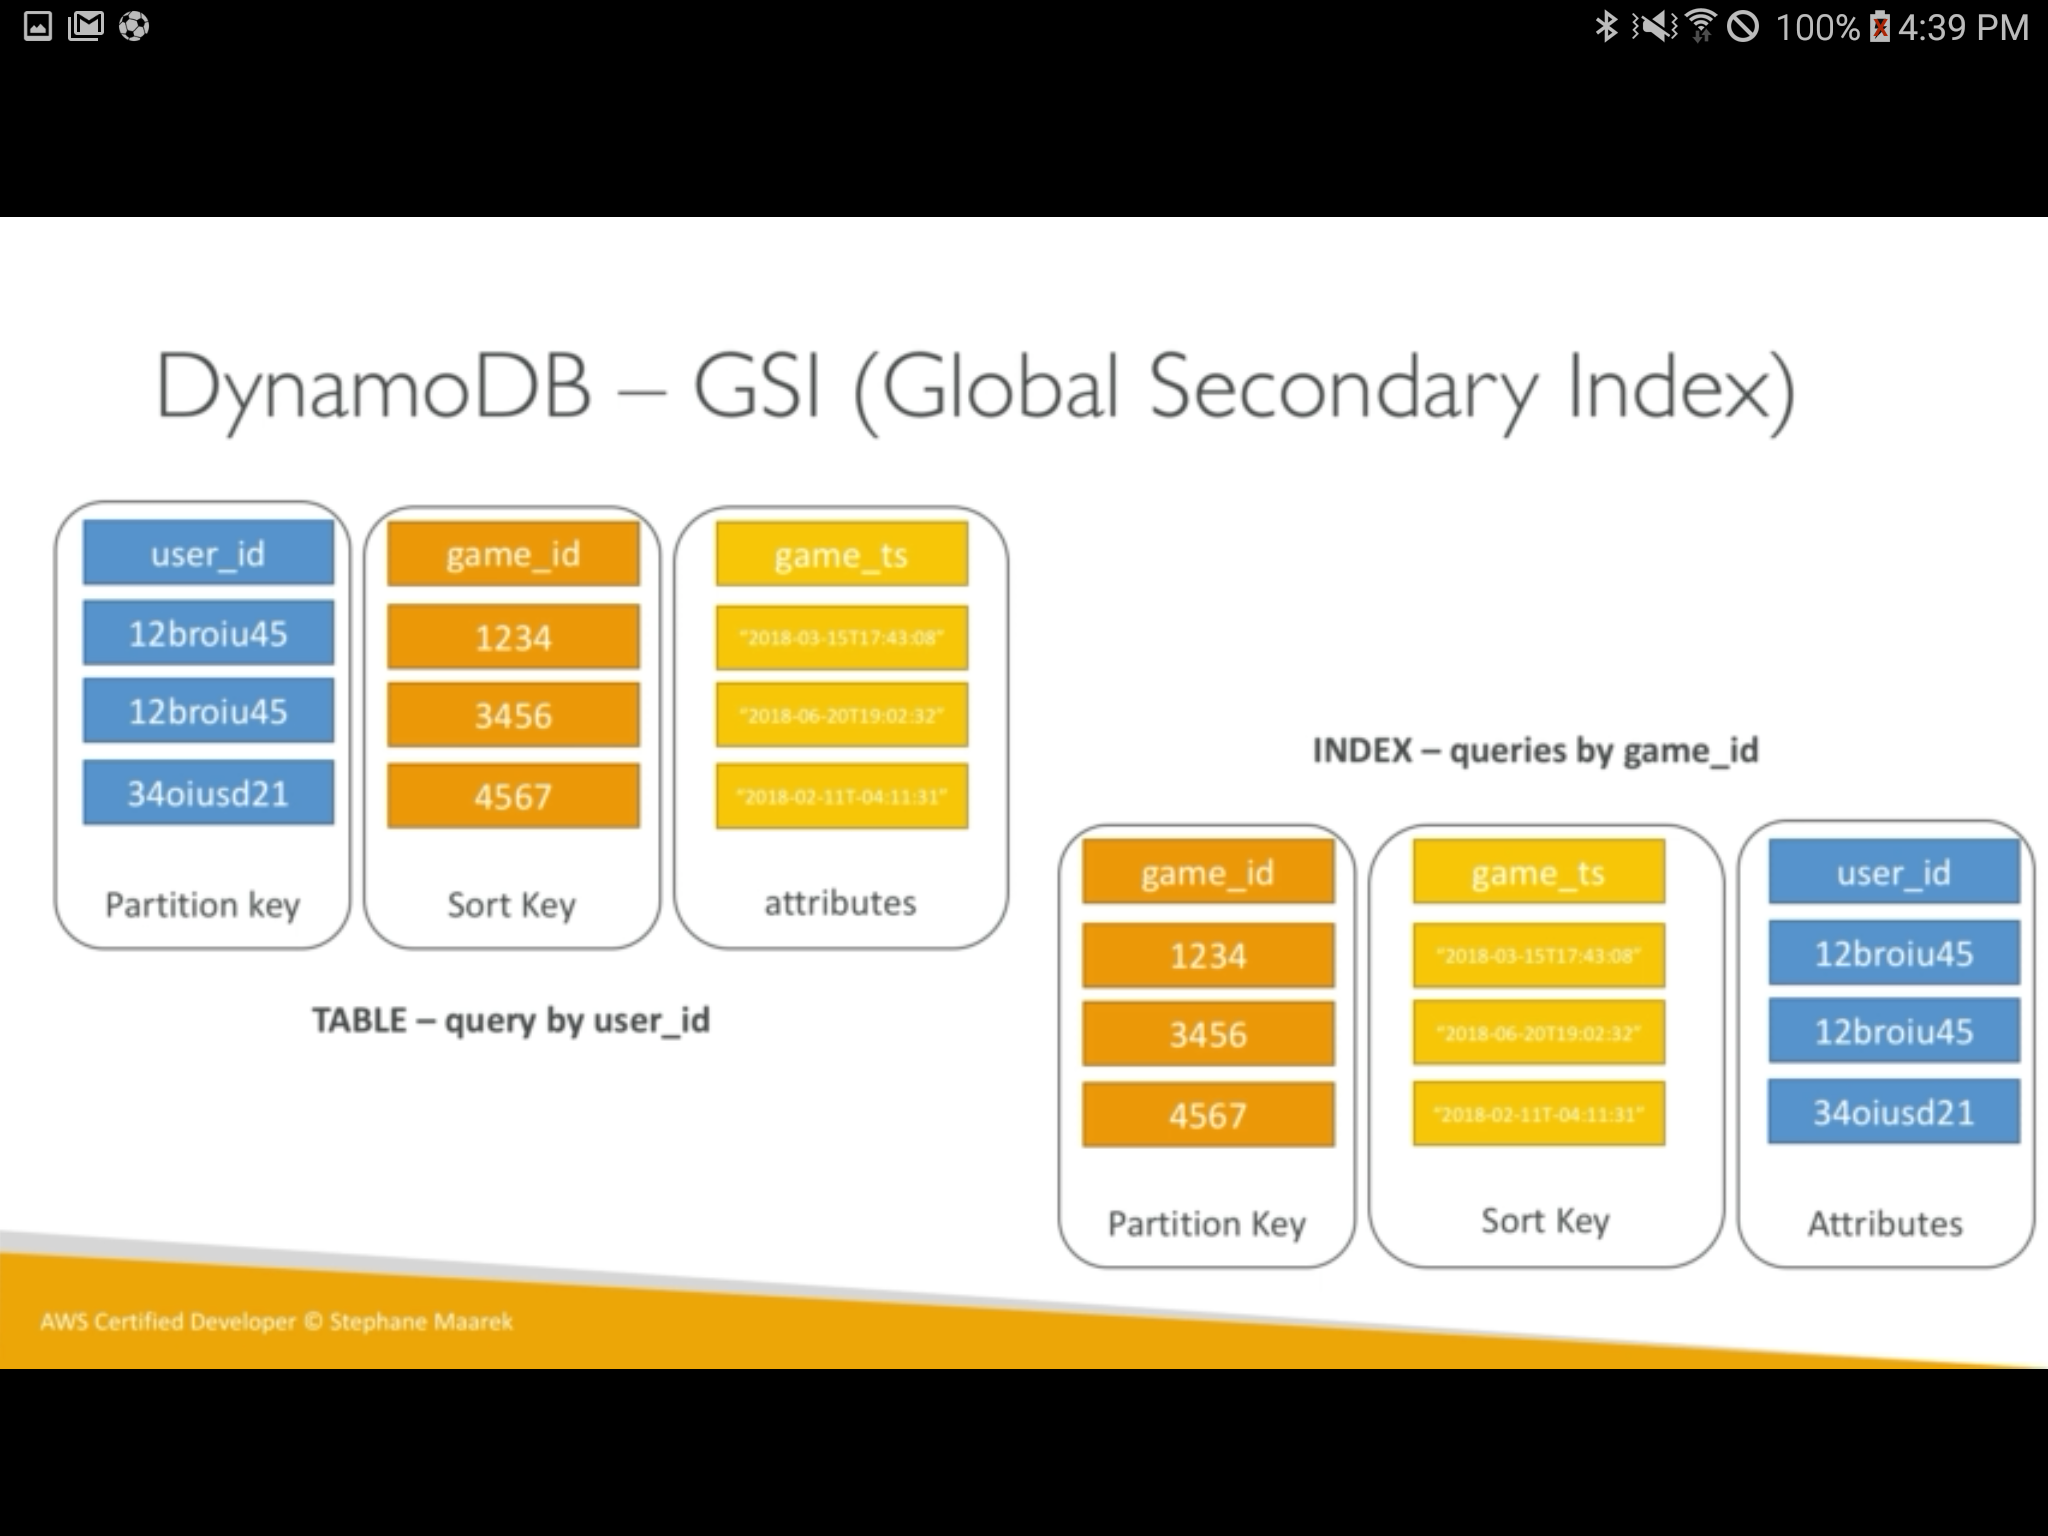 100% 4:39 PM
DynamoDB – GSI (Global Secondary Index)
user_id game_id game_ts
12broiu45 1234 "2018-03-15T17:43:08"
12broiu45 3456 "2018-06-20T19:02:32"
34oiusd21 4567 "2018-02-11T-04:11:31"
Partition key Sort Key attributes
TABLE – query by user_id
INDEX – queries by game_id
game_id game_ts user_id
1234 "2018-03-15T17:43:08" 12broiu45
3456 "2018-06-20T19:02:32" 12broiu45
4567 "2018-02-11T-04:11:31" 34oiusd21
Partition Key Sort Key Attributes
AWS Certified Developer © Stephane Maarek